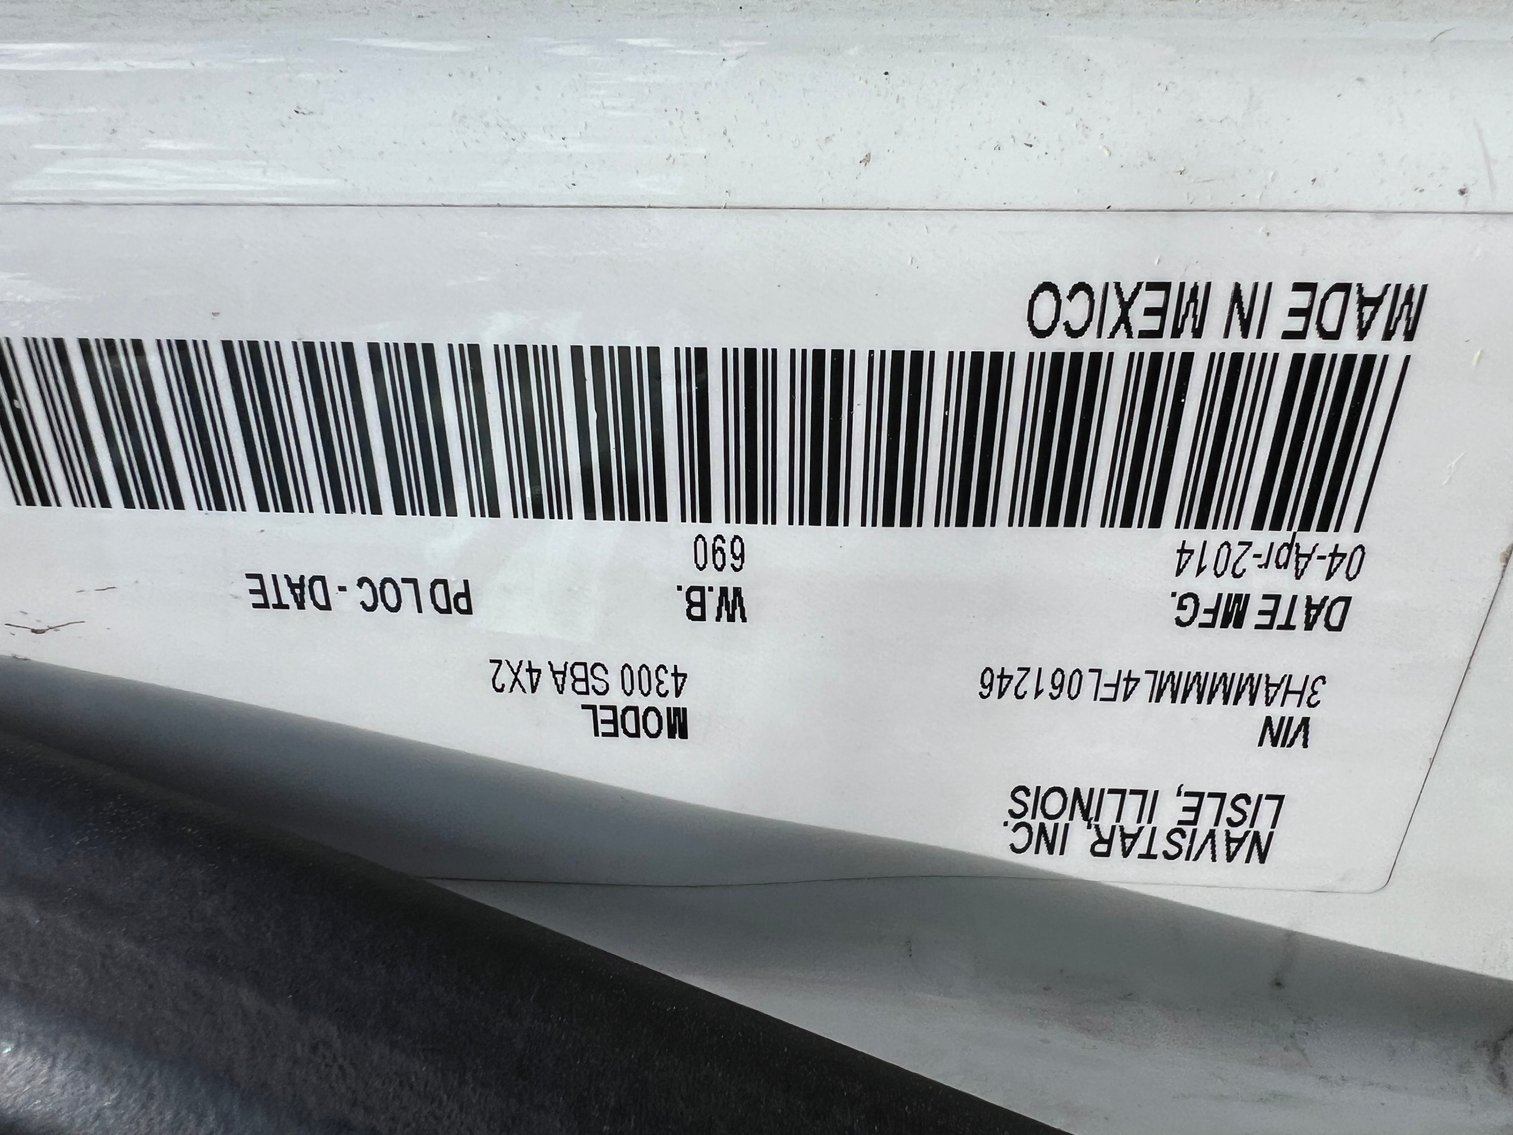 NAVISTAR, INC.
LISLE, ILLINOIS
VIN MODEL
3HAMMMML4FL061246 4300 SBA 4X2
DATE MFG. W.B. PD LOC - DATE
04-Apr-2014 690
MADE IN MEXICO